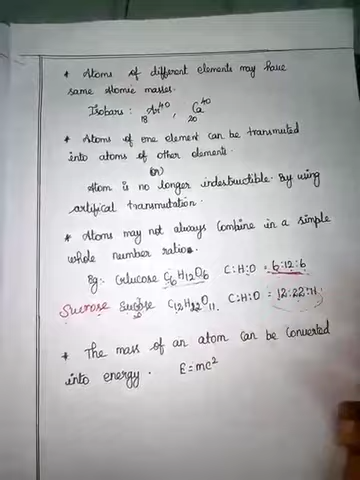 * Atoms of different elements may have
same atomic masses.
Isobars : ₁₈Ar⁴⁰, ₂₀Ca⁴⁰
* Atoms of one element can be transmuted
into atoms of other elements.
(or)
Atom is no longer indestructible. By using
artifical transmutation.
* Atoms may not always combine in a simple
whole number ratio.
Eg: Glucose C₆H₁₂O₆ C:H:O = 6:12:6
Sucrose Sucose C₁₂H₂₂O₁₁. C:H:O = 12:22:11
* The mass of an atom can be converted
into energy. E=mc²